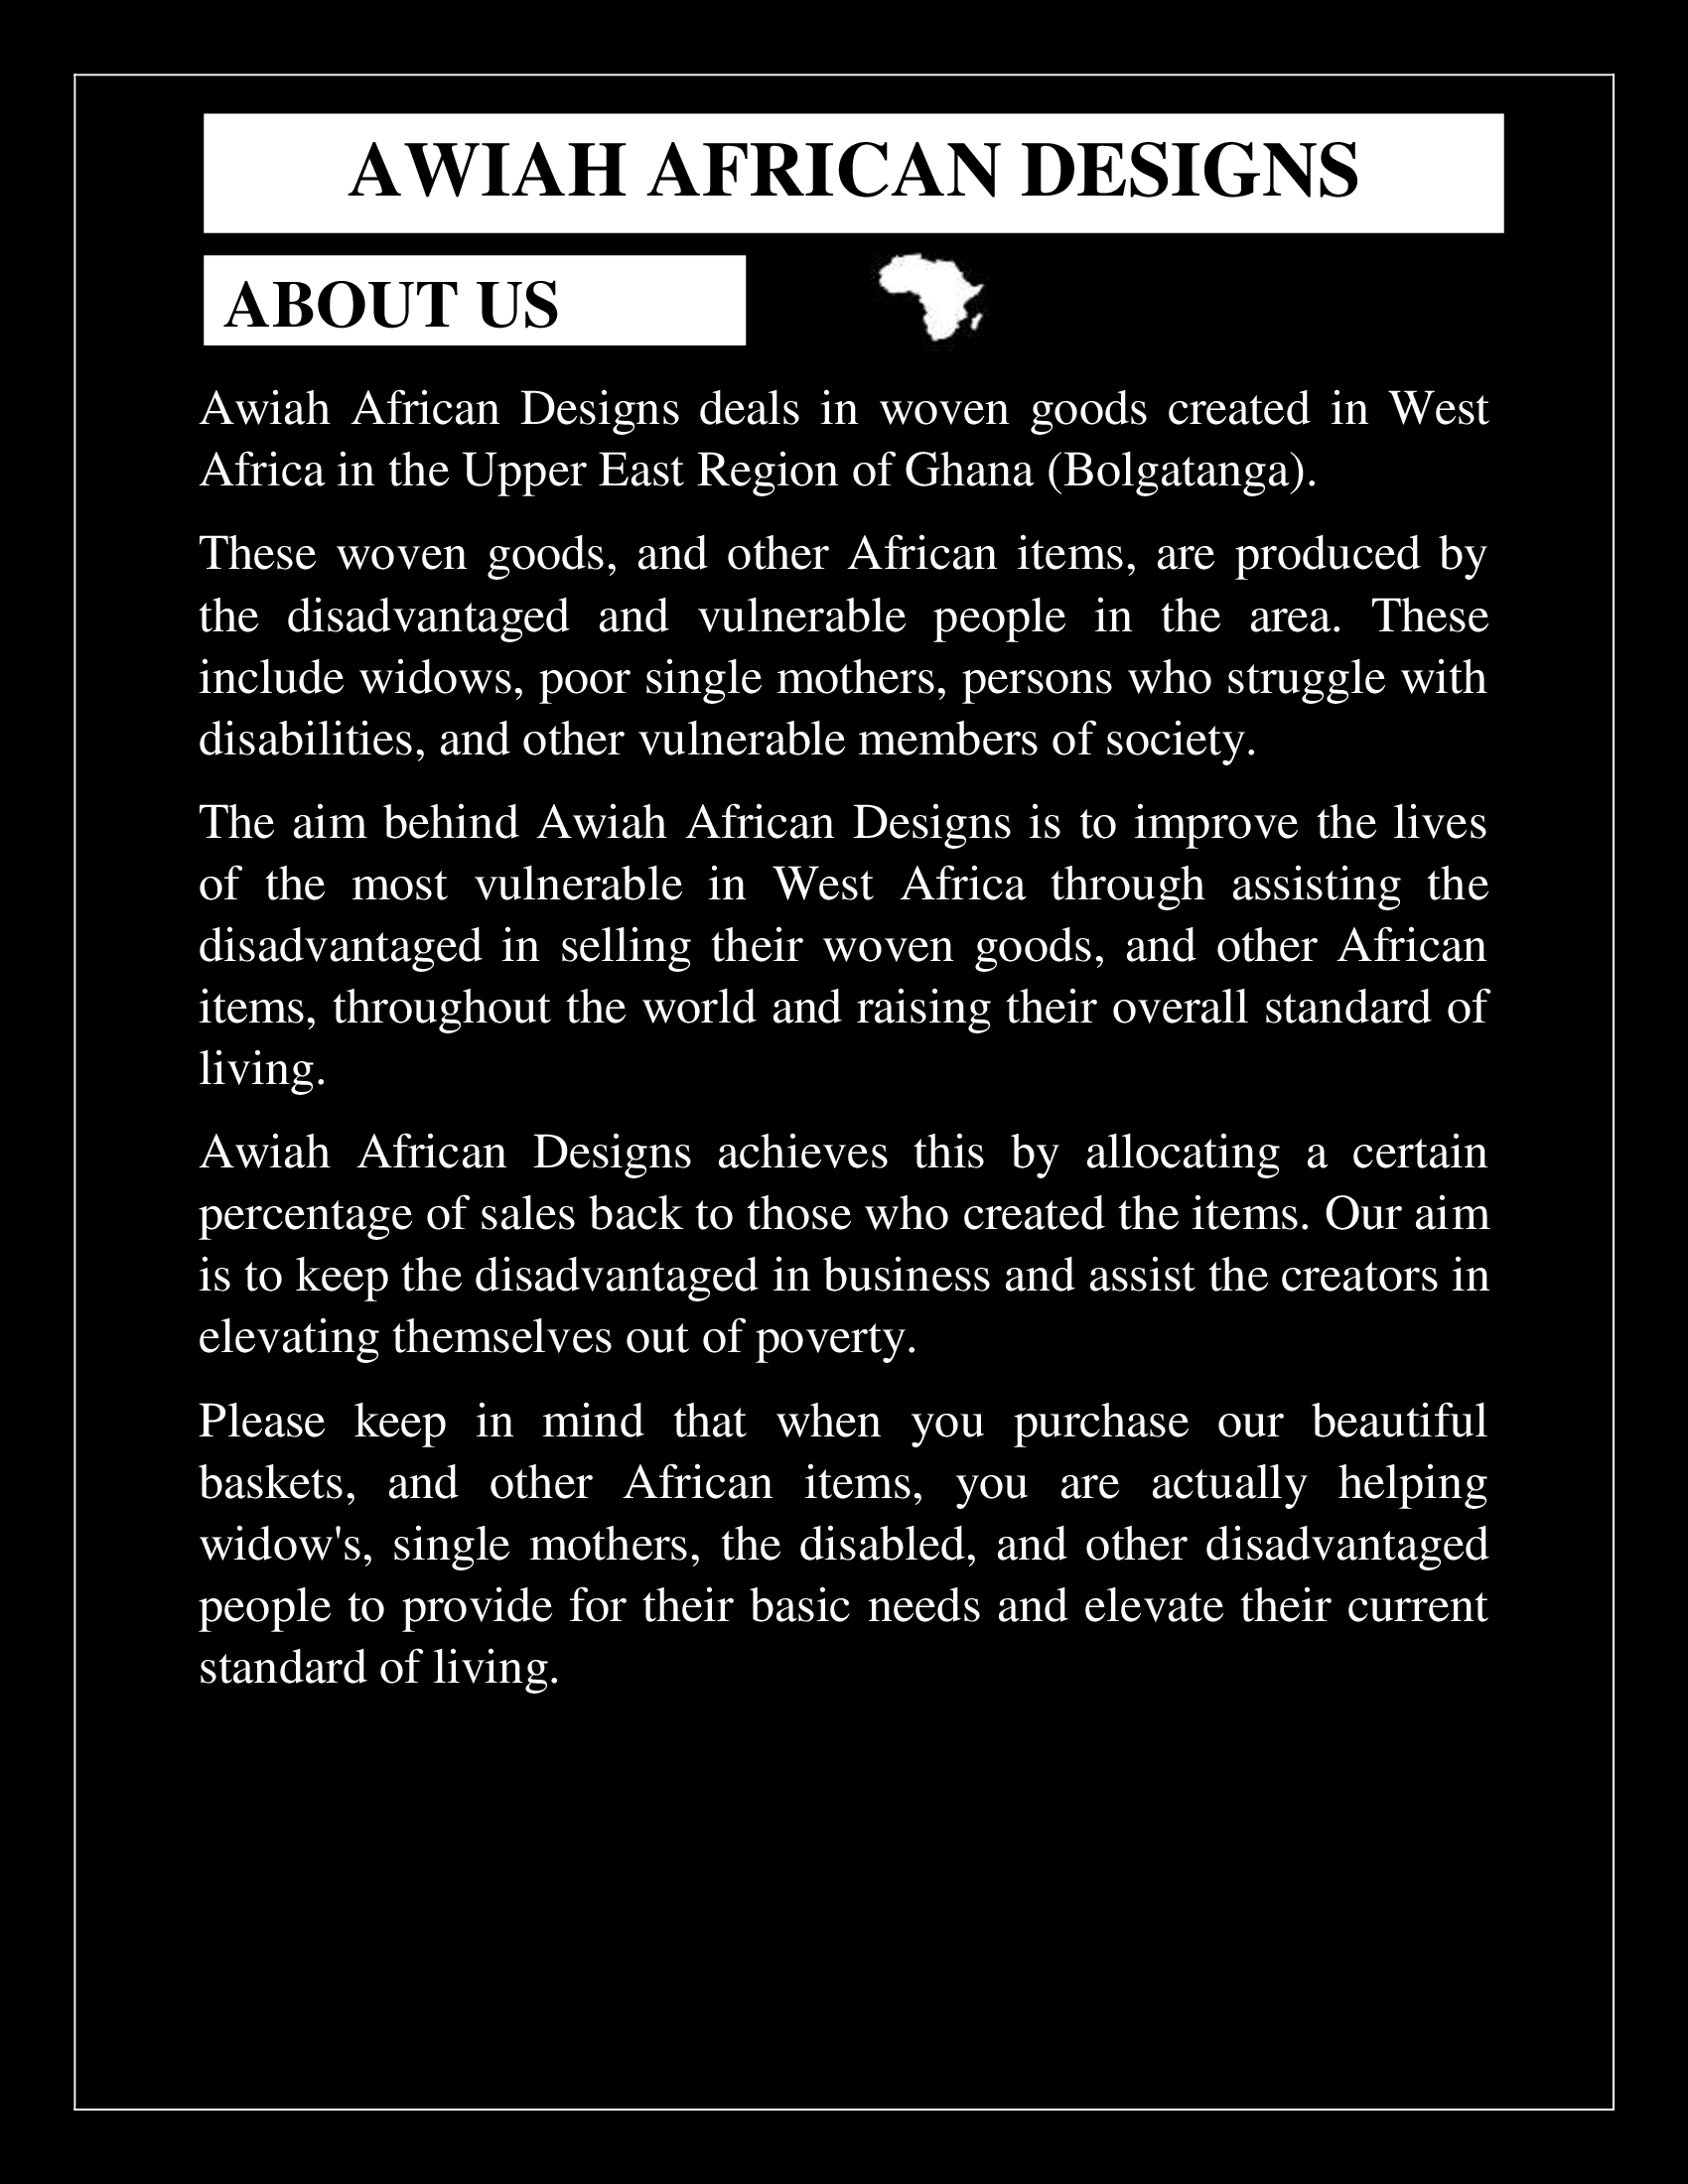 AWIAH AFRICAN DESIGNS
ABOUT US
Awiah African Designs deals in woven goods created in West
Africa in the Upper East Region of Ghana (Bolgatanga).
These woven goods, and other African items, are produced by
the disadvantaged and vulnerable people in the area. These
include widows, poor single mothers, persons who struggle with
disabilities, and other vulnerable members of society.
The aim behind Awiah African Designs is to improve the lives
of the most vulnerable in West Africa through assisting the
disadvantaged in selling their woven goods, and other African
items, throughout the world and raising their overall standard of
living.
Awiah African Designs achieves this by allocating a certain
percentage of sales back to those who created the items. Our aim
is to keep the disadvantaged in business and assist the creators in
elevating themselves out of poverty.
Please keep in mind that when you purchase our beautiful
baskets, and other African items, you are actually helping
widow's, single mothers, the disabled, and other disadvantaged
people to provide for their basic needs and elevate their current
standard of living.